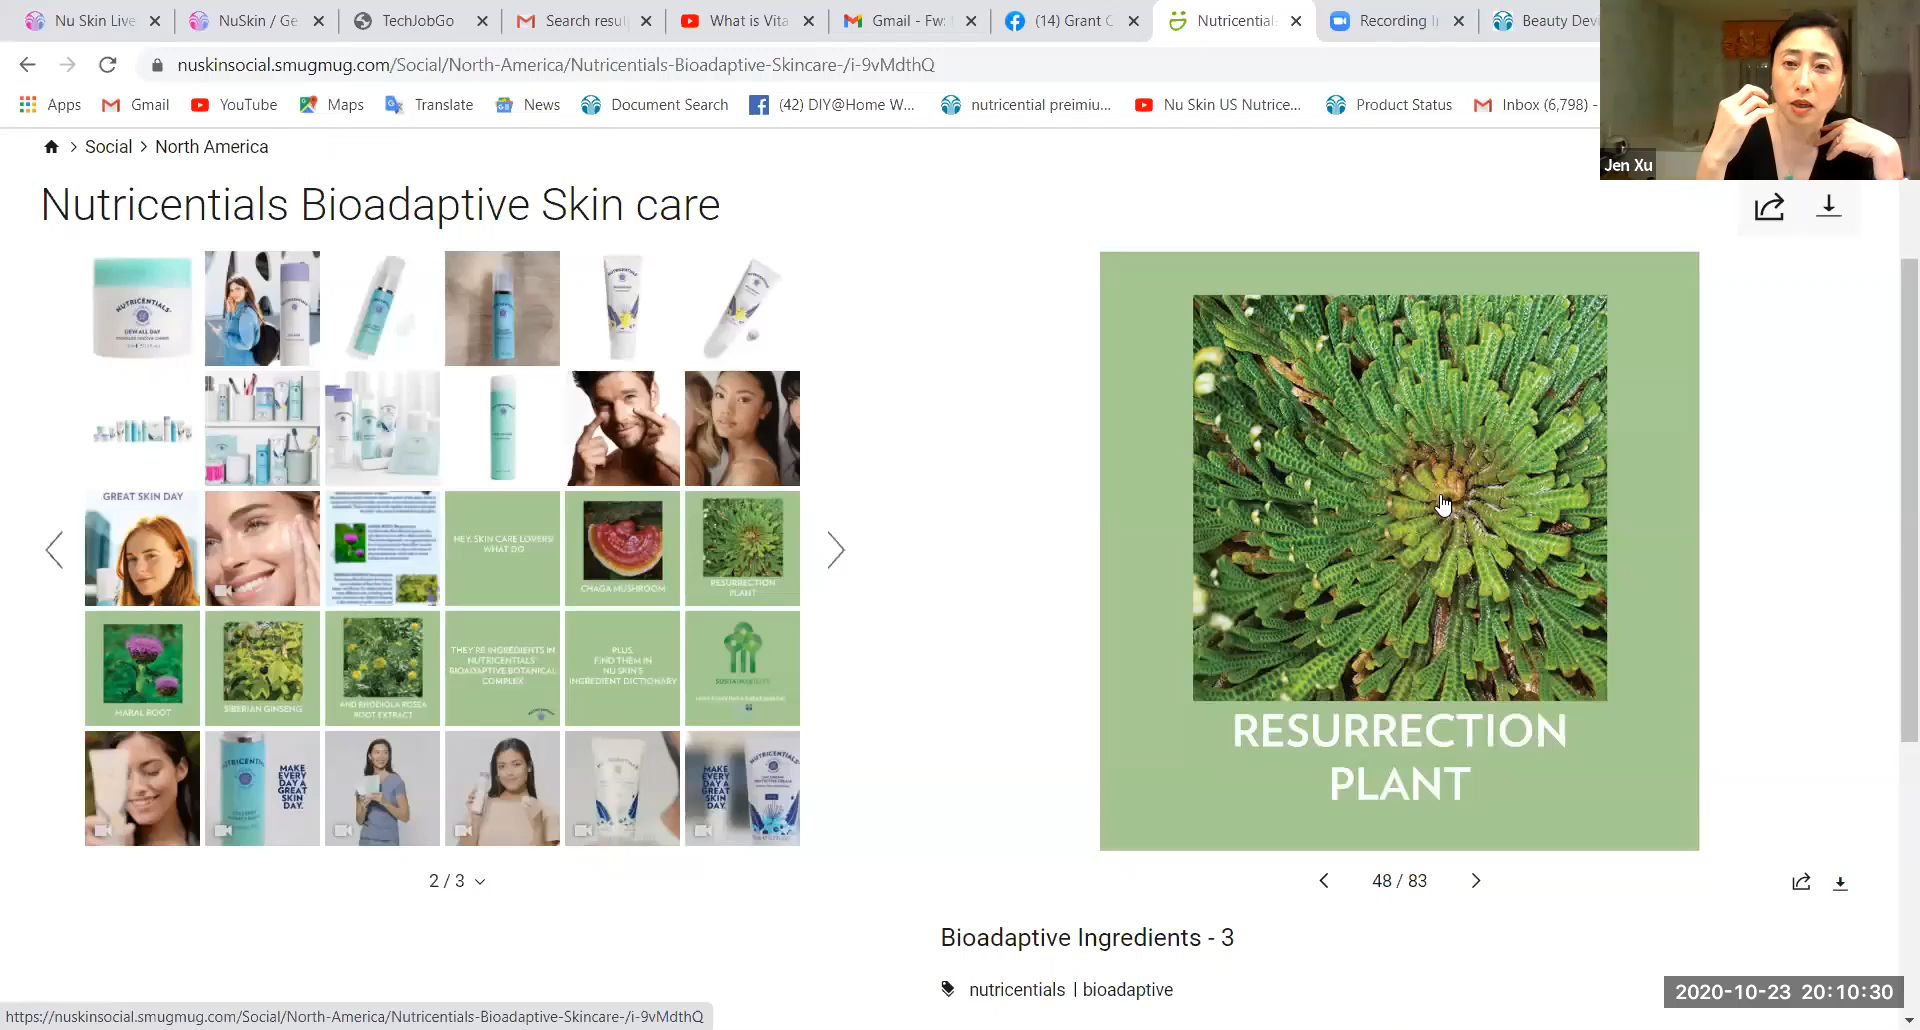 Nu Skin Live
NuSkin / Ge
TechJobGo
Search resul
What is Vita
Gmail - Fw:
(14) Grant C
Nutricential
Recording I
Beauty Devi
nuskinsocial.smugmug.com/Social/North-America/Nutricentials-Bioadaptive-Skincare-/i-9vMdthQ
Apps
Gmail
YouTube
Maps
Translate
News
Document Search
(42) DIY@Home W...
nutricential preimiu...
Nu Skin US Nutrice...
Product Status
Inbox (6,798) -
Jen Xu
Social > North America
Nutricentials Bioadaptive Skin care
NUTRICENTIALS
DEW ALL DAY
GREAT SKIN DAY
HEY, SKIN CARE LOVERS!
WHAT DO
CHAGA MUSHROOM
RESURRECTION
PLANT
MARAL ROOT
SIBERIAN GINSENG
AND RHODIOLA ROSEA
ROOT EXTRACT
THEY'RE INGREDIENTS IN
NUTRICENTIALS
BIOADAPTIVE BOTANICAL
COMPLEX
PLUS,
FIND THEM IN
NU SKIN'S
INGREDIENT DICTIONARY
MAKE
EVERY
DAY A
GREAT
SKIN
DAY.
MAKE
EVERY
DAY A
GREAT
SKIN
DAY.
NUTRICENTIALS
2 / 3
RESURRECTION
PLANT
48 / 83
Bioadaptive Ingredients - 3
nutricentials | bioadaptive
2020-10-23 20:10:30
https://nuskinsocial.smugmug.com/Social/North-America/Nutricentials-Bioadaptive-Skincare-/i-9vMdthQ